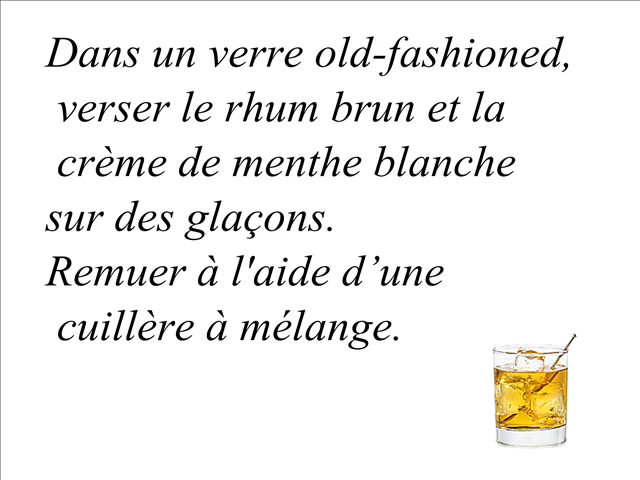 Dans un verre old-fashioned,
verser le rhum brun et la
crème de menthe blanche
sur des glaçons.
Remuer à l'aide d’une
cuillère à mélange.